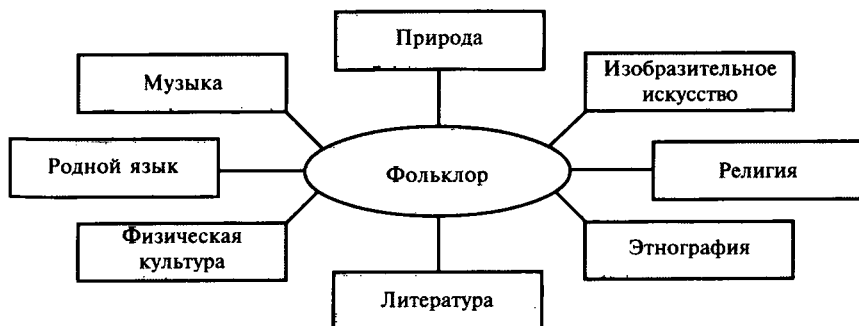 Природа
Музыка
Изобразительное
искусство
Родной язык
Фольклор
Религия
Физическая
культура
Этнография
Литература